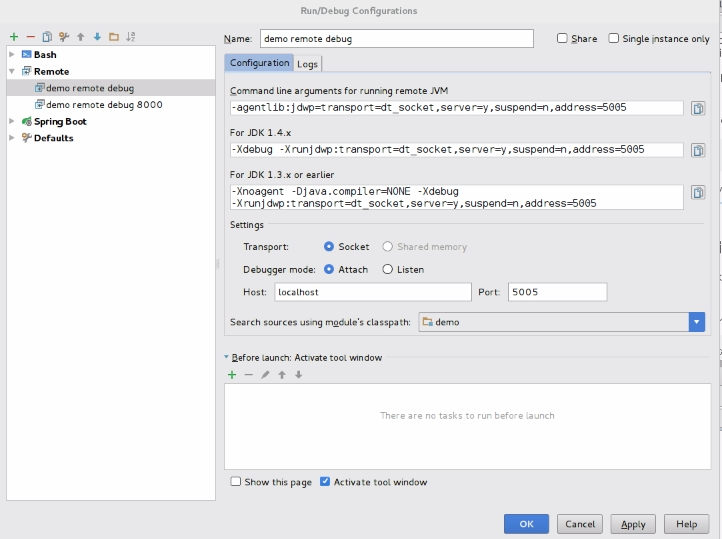 Run/Debug Configurations
Name: demo remote debug Share Single instance only
Bash
Remote
demo remote debug
demo remote debug 8000
Spring Boot
Defaults
Configuration Logs
Command line arguments for running remote JVM
-agentlib:jdwp=transport=dt_socket,server=y,suspend=n,address=5005
For JDK 1.4.x
-Xdebug -Xrunjdwp:transport=dt_socket,server=y,suspend=n,address=5005
For JDK 1.3.x or earlier
-Xnoagent -Djava.compiler=NONE -Xdebug
-Xrunjdwp:transport=dt_socket,server=y,suspend=n,address=5005
Settings
Transport: Socket Shared memory
Debugger mode: Attach Listen
Host: localhost Port: 5005
Search sources using module's classpath: demo
Before launch: Activate tool window
There are no tasks to run before launch
Show this page Activate tool window
OK Cancel Apply Help